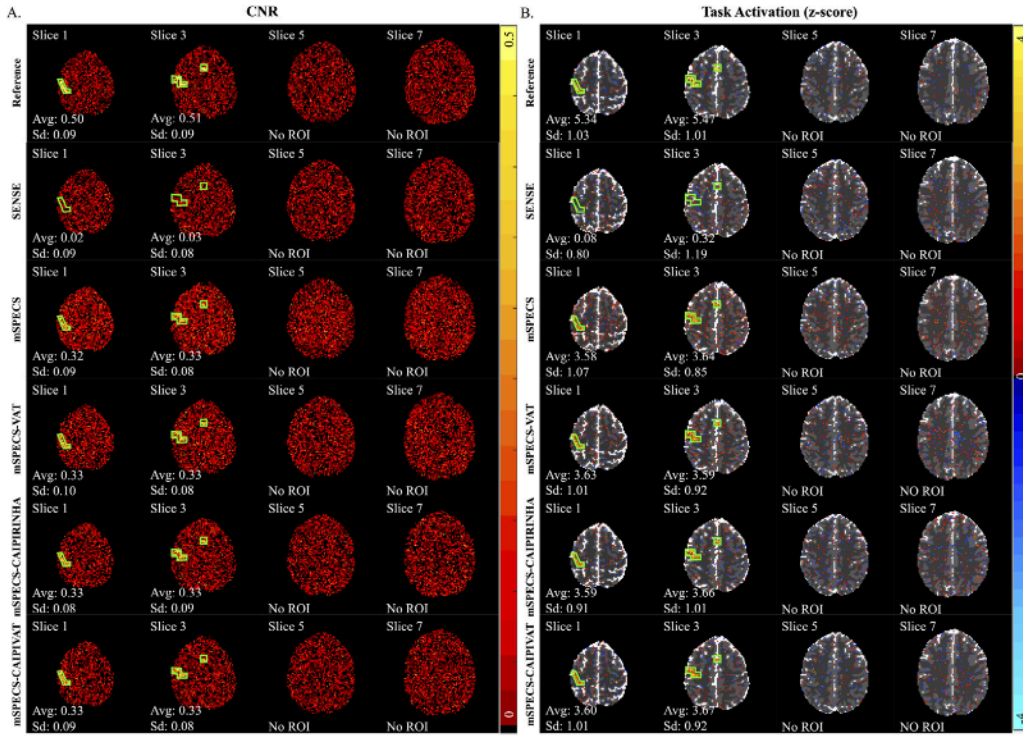 A. CNR B. Task Activation (z-score)
Reference
Slice 1 Slice 3 Slice 5 Slice 7
Avg: 0.50 Avg: 0.51
Sd: 0.09 Sd: 0.09 No ROI No ROI
Slice 1 Slice 3 Slice 5 Slice 7
Avg: 5.34 Avg: 5.47
Sd: 1.03 Sd: 1.01 No ROI No ROI
SENSE
Slice 1 Slice 3 Slice 5 Slice 7
Avg: 0.02 Avg: 0.03
Sd: 0.09 Sd: 0.08 No ROI No ROI
SENSE
Slice 1 Slice 3 Slice 5 Slice 7
Avg: 0.08 Avg: 0.32
Sd: 0.80 Sd: 1.19 No ROI No ROI
mSPECS
Slice 1 Slice 3 Slice 5 Slice 7
Avg: 0.32 Avg: 0.33
Sd: 0.09 Sd: 0.08 No ROI No ROI
mSPECS
Slice 1 Slice 3 Slice 5 Slice 7
Avg: 3.58 Avg: 3.64
Sd: 1.07 Sd: 0.85 No ROI No ROI
mSPECS-VAT
Slice 1 Slice 3 Slice 5 Slice 7
Avg: 0.33 Avg: 0.33
Sd: 0.10 Sd: 0.08 No ROI No ROI
mSPECS-VAT
Slice 1 Slice 3 Slice 5 Slice 7
Avg: 3.63 Avg: 3.59
Sd: 1.01 Sd: 0.92 No ROI NO ROI
mSPECS-CAIPIRINHA
Slice 1 Slice 3 Slice 5 Slice 7
Avg: 0.33 Avg: 0.33
Sd: 0.08 Sd: 0.09 No ROI No ROI
mSPECS-CAIPIRINHA
Slice 1 Slice 3 Slice 5 Slice 7
Avg: 3.59 Avg: 3.66
Sd: 0.91 Sd: 1.01 No ROI No ROI
mSPECS-CAIPIVAT
Slice 1 Slice 3 Slice 5 Slice 7
Avg: 0.33 Avg: 0.33
Sd: 0.09 Sd: 0.08 No ROI No ROI
mSPECS-CAIPIVAT
Slice 1 Slice 3 Slice 5 Slice 7
Avg: 3.60 Avg: 3.67
Sd: 1.01 Sd: 0.92 No ROI NO ROI
0.5
0
4
0
-4
Reference